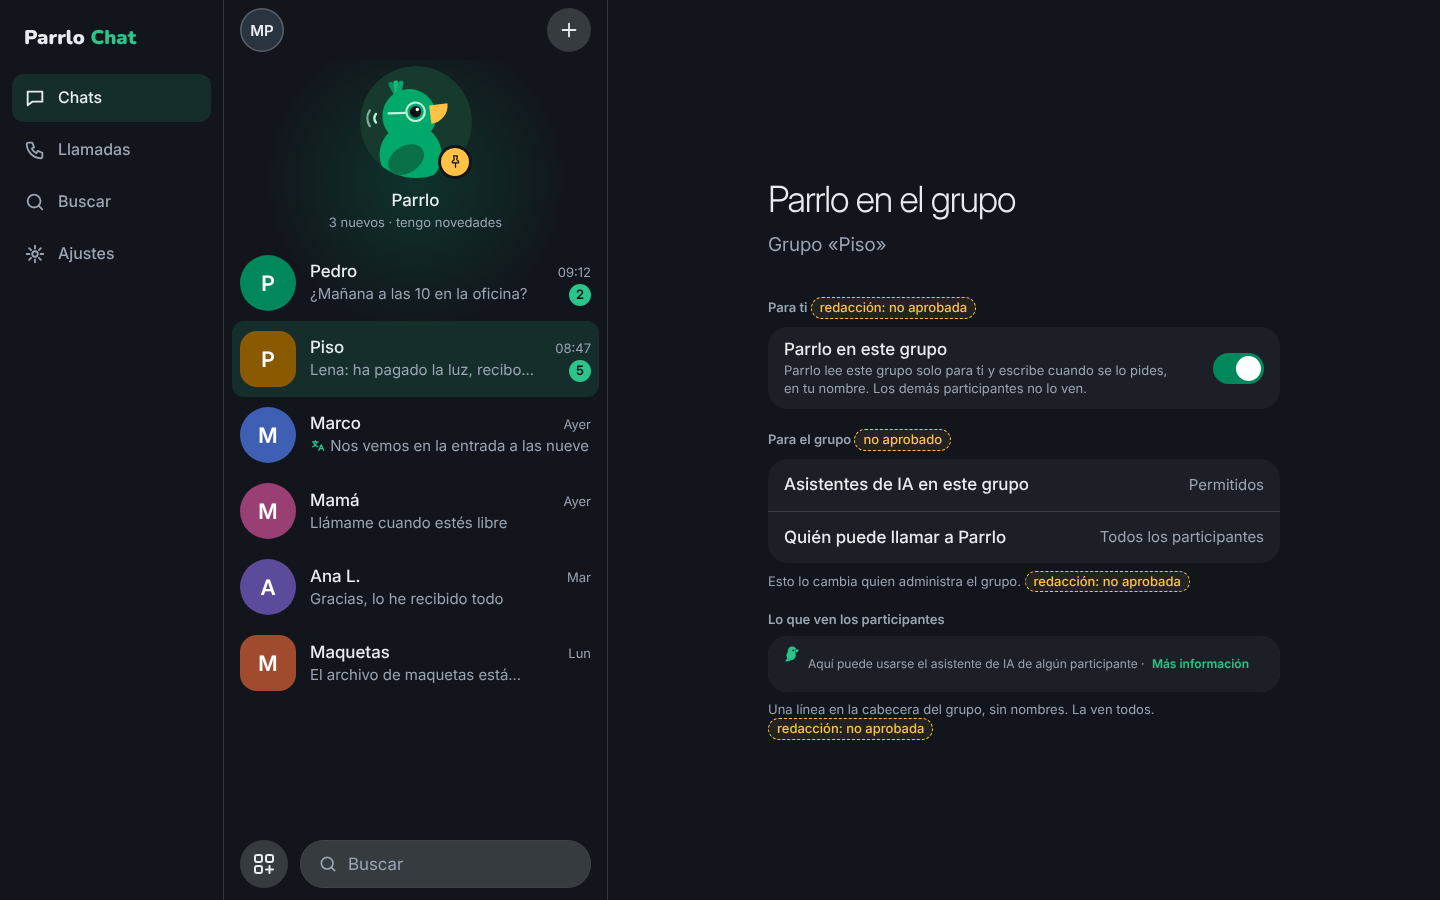 Parrlo Chat
Chats
Llamadas
Buscar
Ajustes
MP
Parrlo
3 nuevos · tengo novedades
P
Pedro
09:12
¿Mañana a las 10 en la oficina?
2
P
Piso
08:47
Lena: ha pagado la luz, recibo...
5
M
Marco
Ayer
Nos vemos en la entrada a las nueve
M
Mamá
Ayer
Llámame cuando estés libre
A
Ana L.
Mar
Gracias, lo he recibido todo
M
Maquetas
Lun
El archivo de maquetas está...
Buscar
Parrlo en el grupo
Grupo «Piso»
Para ti redacción: no aprobada
Parrlo en este grupo
Parrlo lee este grupo solo para ti y escribe cuando se lo pides,
en tu nombre. Los demás participantes no lo ven.
Para el grupo no aprobado
Asistentes de IA en este grupo
Permitidos
Quién puede llamar a Parrlo
Todos los participantes
Esto lo cambia quien administra el grupo. redacción: no aprobada
Lo que ven los participantes
Aquí puede usarse el asistente de IA de algún participante · Más información
Una línea en la cabecera del grupo, sin nombres. La ven todos.
redacción: no aprobada